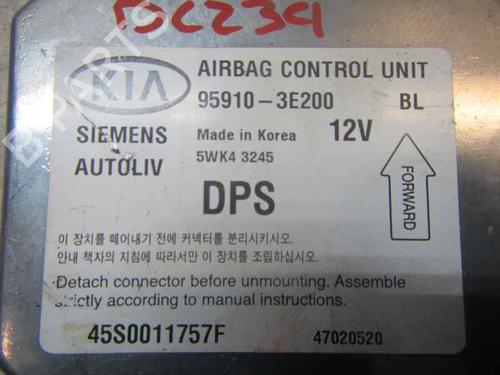 BC234
KIA
AIRBAG CONTROL UNIT
95910-3E200 BL
SIEMENS
AUTOLIV
Made in Korea 12V
5WK4 3245
DPS
FORWARD
이 장치를 떼어내기 전에 커넥터를 분리시키시오.
안내 책자의 지침에 따라서만 이 장치를 조립하십시오.
Detach connector before unmounting. Assemble
strictly according to manual instructions.
45S0011757F 47020520